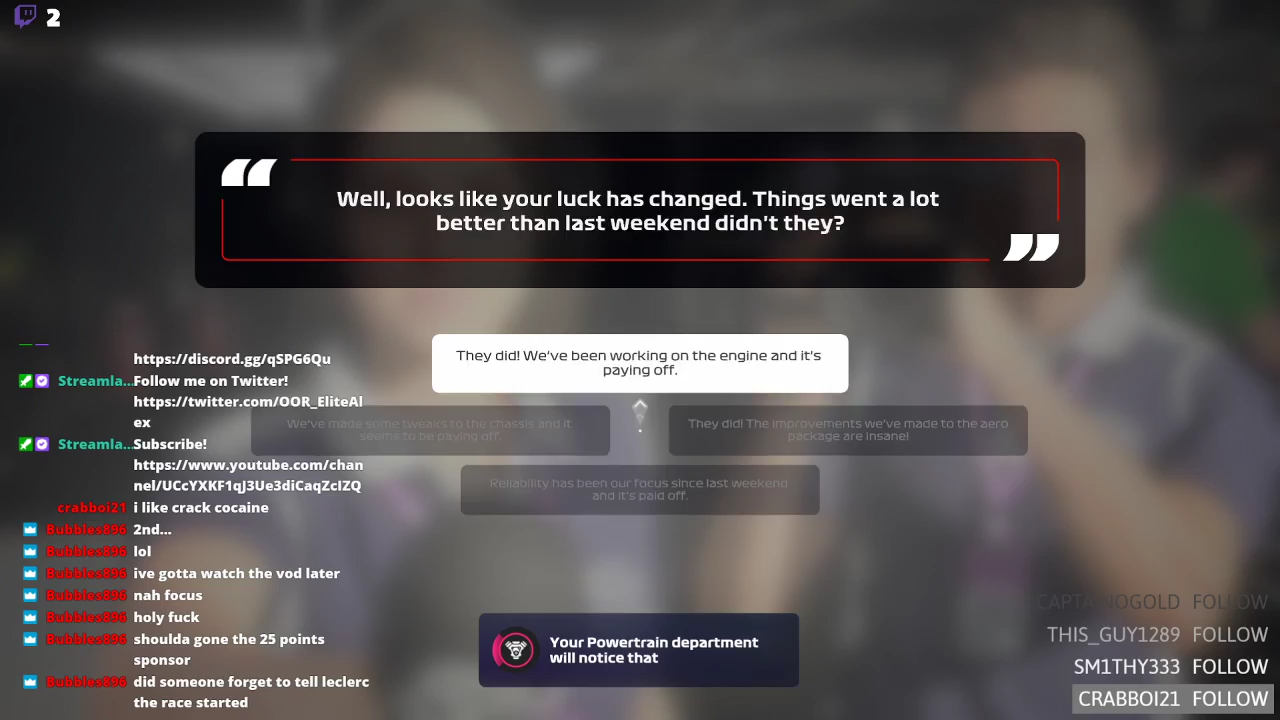 2
Well, looks like your luck has changed. Things went a lot
better than last weekend didn't they?
They did! We've been working on the engine and it's
paying off.
We've made some tweaks to the chassis and it
seems to be paying off.
They did! The improvements we've made to the aero
package are insane!
Reliability has been our focus since last weekend
and it's paid off.
Your Powertrain department
will notice that
https://discord.gg/qSPG6Qu
Streamla... Follow me on Twitter!
https://twitter.com/OOR_EliteAl
ex
Streamla... Subscribe!
https://www.youtube.com/chan
nel/UCcYXKF1qJ3Ue3diCaqZclZQ
crabboi21 i like crack cocaine
Bubbles896 2nd...
Bubbles896 lol
Bubbles896 ive gotta watch the vod later
Bubbles896 nah focus
Bubbles896 holy fuck
Bubbles896 shoulda gone the 25 points
sponsor
Bubbles896 did someone forget to tell leclerc
the race started
CAPTAINOGOLD FOLLOW
THIS_GUY1289 FOLLOW
SM1THY333 FOLLOW
CRABBOI21 FOLLOW